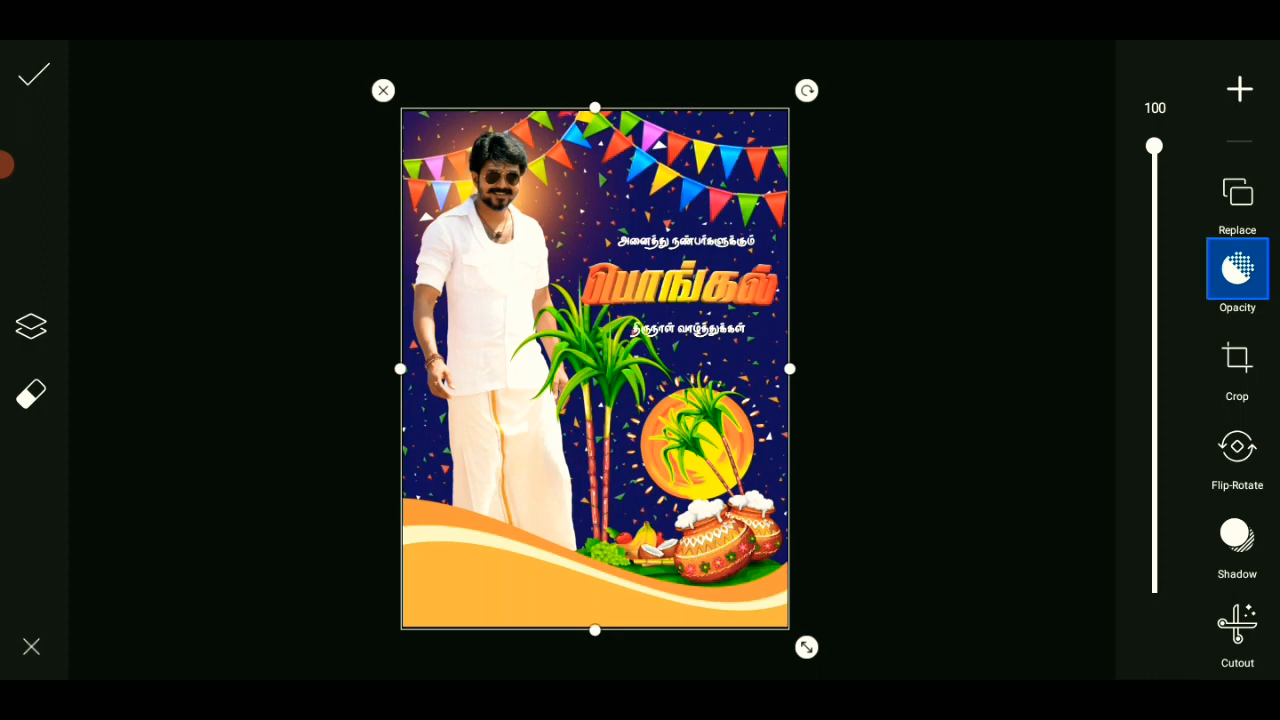 100
Replace
Opacity
Crop
Flip-Rotate
Shadow
Cutout
அனைத்து நண்பர்களுக்கும்
பொங்கல்
திருநாள் வாழ்த்துக்கள்